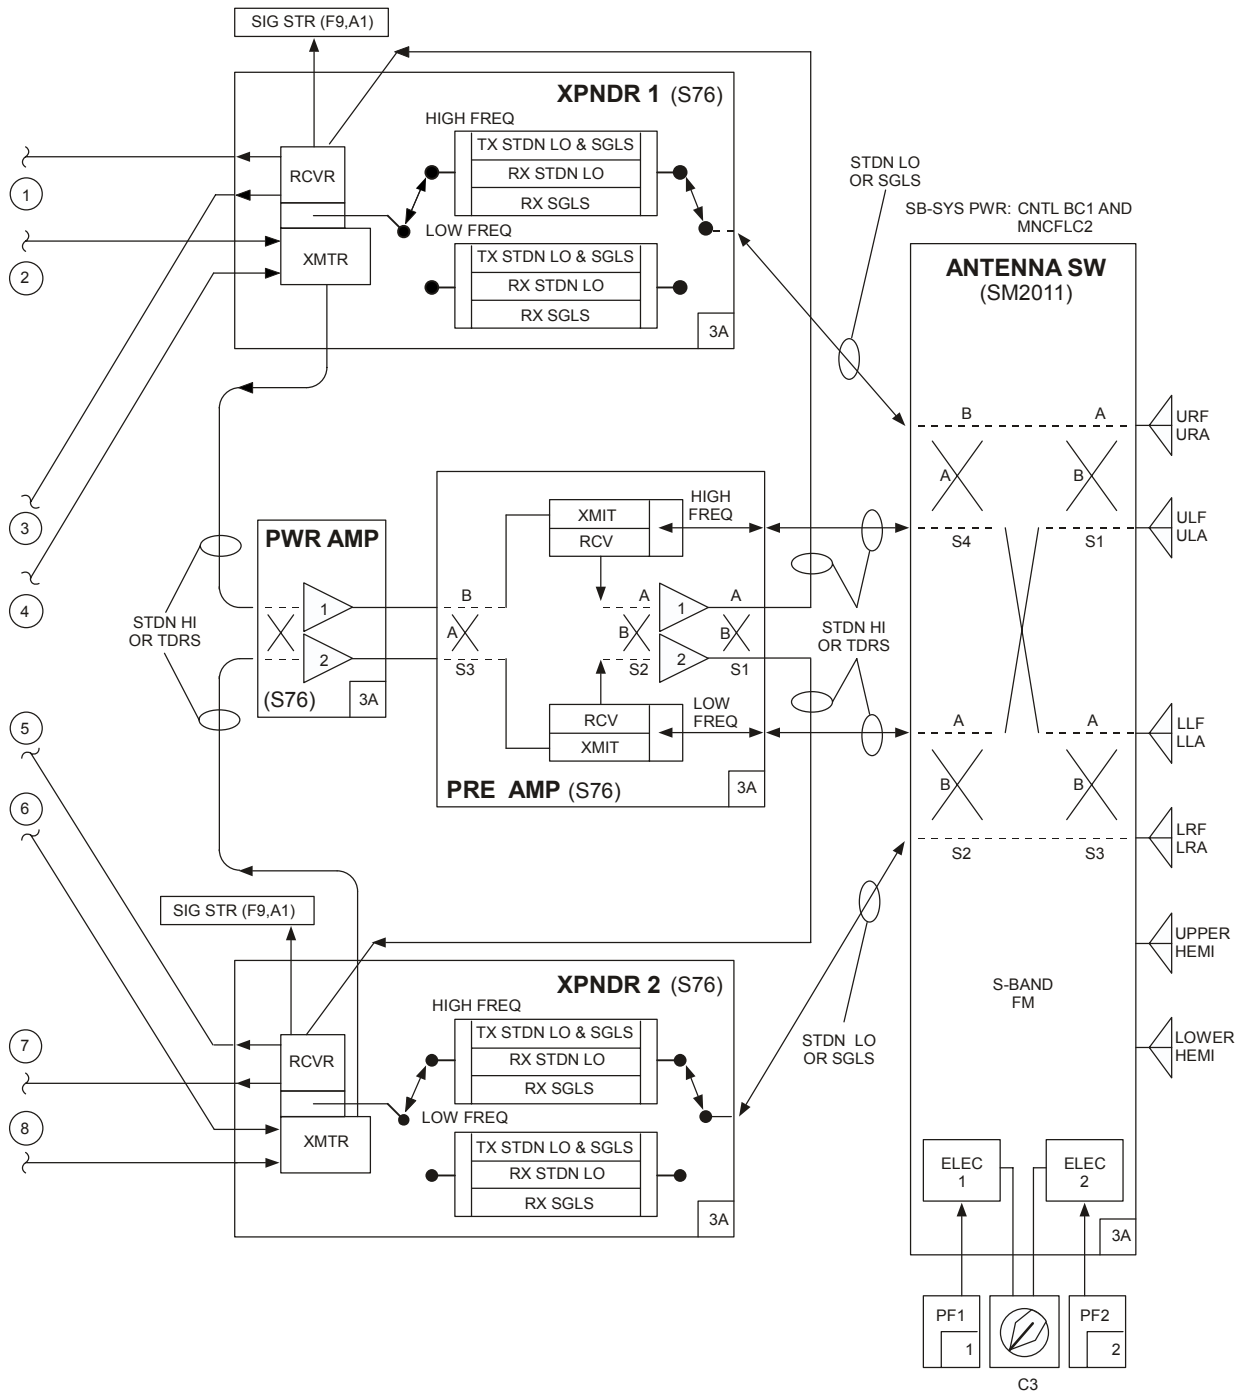 SIG STR (F9,A1)
XPNDR 1 (S76)
HIGH FREQ
TX STDN LO & SGLS
RX STDN LO
RX SGLS
RCVR
XMTR
LOW FREQ
TX STDN LO & SGLS
RX STDN LO
RX SGLS
3A
1
2
3
4
STDN LO
OR SGLS
SB-SYS PWR: CNTL BC1 AND
MNCFLC2
ANTENNA SW
(SM2011)
B
A
A
B
S4
S1
URF
URA
ULF
ULA
PWR AMP
1
2
(S76)
3A
STDN HI
OR TDRS
XMIT
RCV
HIGH
FREQ
B
A
S3
A
B
S2
1
2
A
B
S1
RCV
XMIT
LOW
FREQ
PRE AMP (S76)
3A
STDN HI
OR TDRS
A
A
B
B
S2
S3
LLF
LLA
LRF
LRA
UPPER
HEMI
LOWER
HEMI
S-BAND
FM
5
6
7
8
SIG STR (F9,A1)
XPNDR 2 (S76)
HIGH FREQ
TX STDN LO & SGLS
RX STDN LO
RX SGLS
RCVR
XMTR
LOW FREQ
TX STDN LO & SGLS
RX STDN LO
RX SGLS
3A
STDN LO
OR SGLS
ELEC
1
ELEC
2
3A
PF1
1
PF2
2
C3